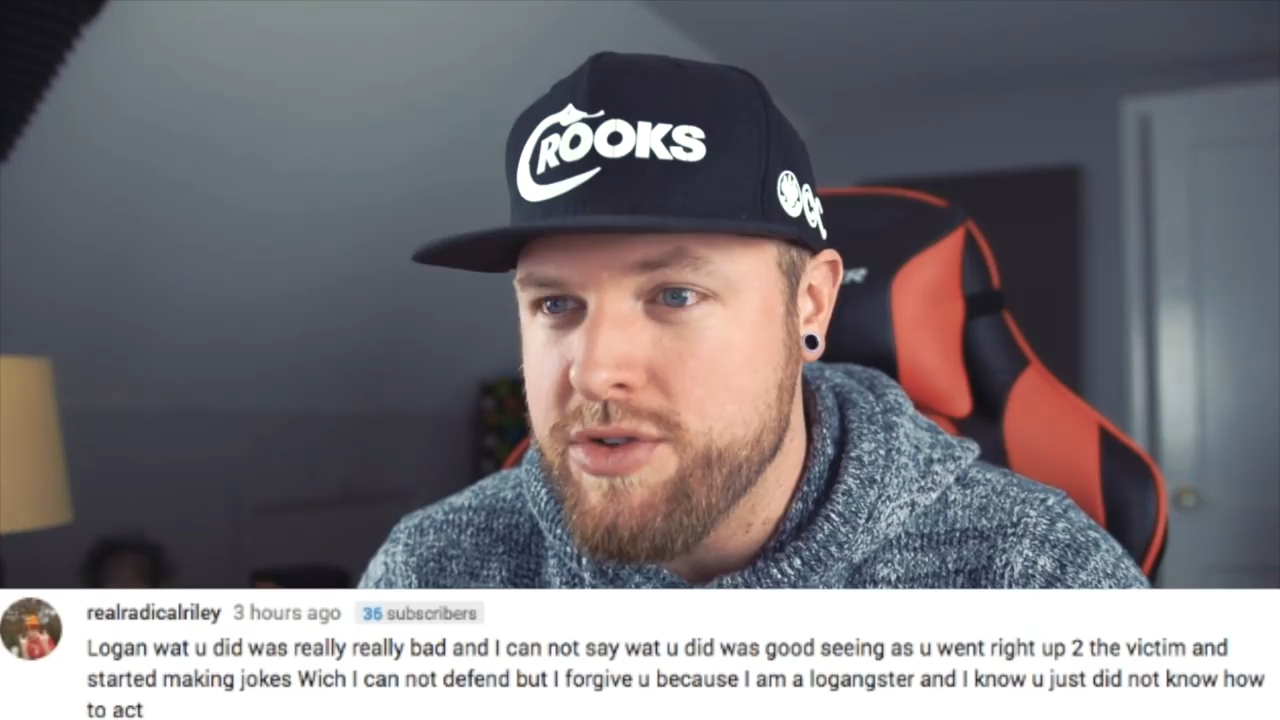 CROOKS
realradicalriley 3 hours ago 36 subscribers
Logan wat u did was really really bad and I can not say wat u did was good seeing as u went right up 2 the victim and
started making jokes Wich I can not defend but I forgive u because I am a logangster and I know u just did not know how
to act